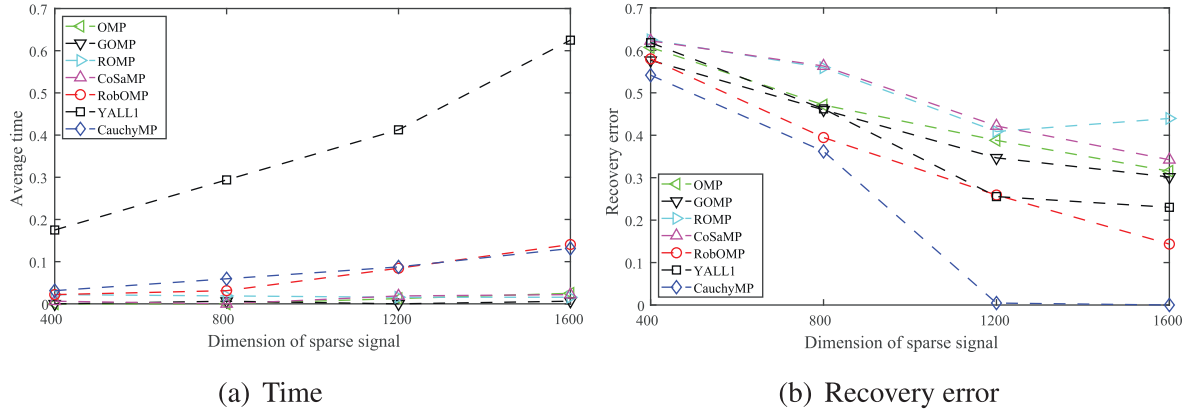 0.7
0.6
0.5
0.4
0.3
0.2
0.1
0
Average time
OMP
GOMP
ROMP
CoSaMP
RobOMP
YALL1
CauchyMP
400 800 1200 1600
Dimension of sparse signal
(a) Time
0.7
0.6
0.5
0.4
0.3
0.2
0.1
0
Recovery error
OMP
GOMP
ROMP
CoSaMP
RobOMP
YALL1
CauchyMP
400 800 1200 1600
Dimension of sparse signal
(b) Recovery error